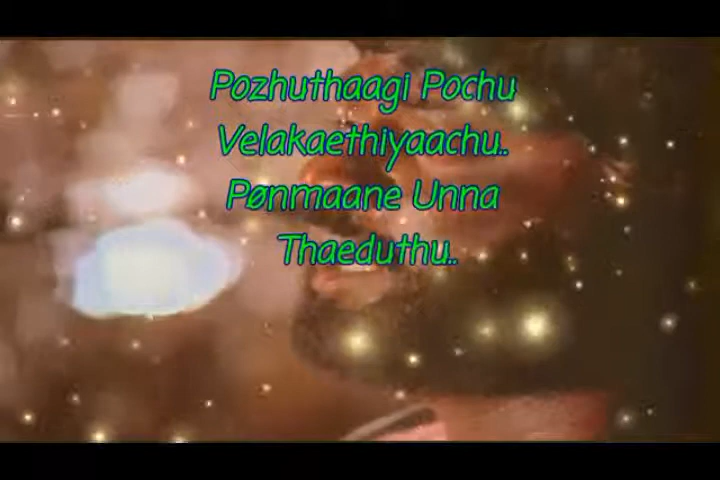 Pozhuthaagi Pochu
Velakaethiyaachu..
Pønmaane Unna
Thaeduthu..